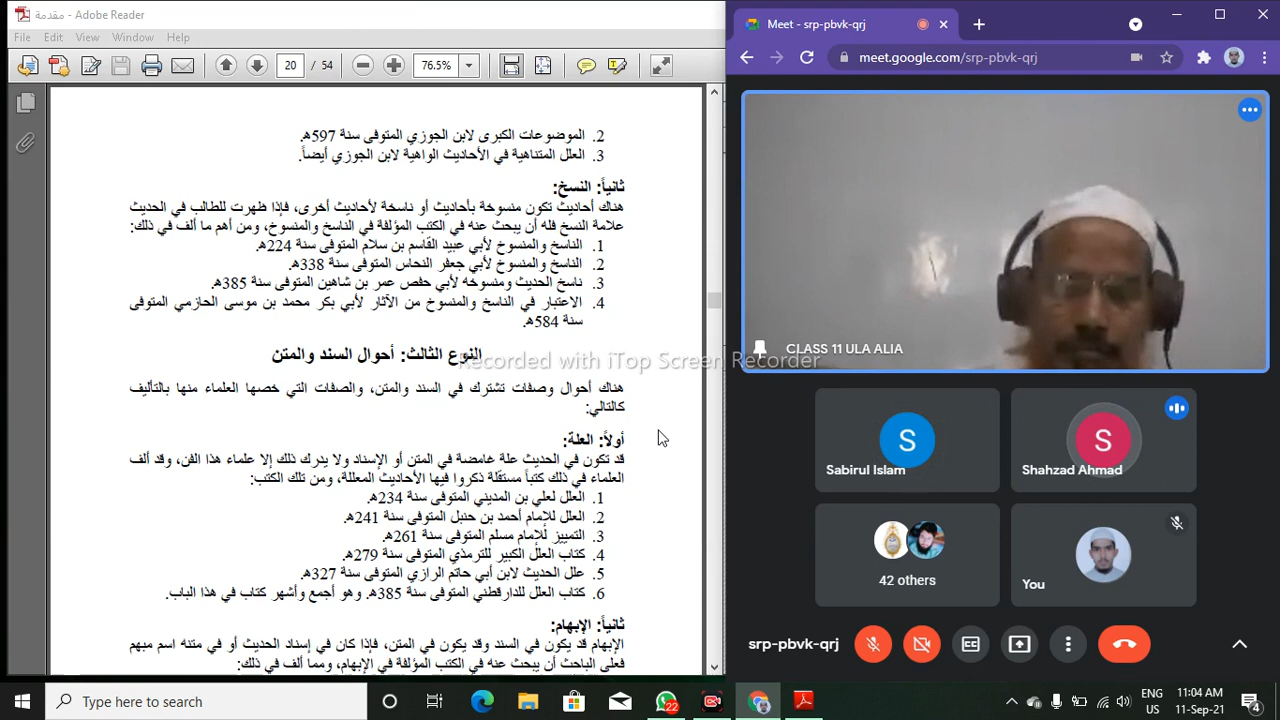 مقدمة - Adobe Reader
File Edit View Window Help
20 / 54 76.5%
2. الموضوعات الكبرى لابن الجوزي المتوفى سنة 597هـ.
3. العلل المتناهية في الأحاديث الواهية لابن الجوزي أيضاً.
ثانياً: النسخ:
هناك أحاديث تكون منسوخة بأحاديث أو ناسخة لأحاديث أخرى، فإذا ظهرت للطالب في الحديث
علامة النسخ فله أن يبحث عنه في الكتب المؤلفة في الناسخ والمنسوخ، ومن أهم ما ألف في ذلك:
1. الناسخ والمنسوخ لأبي عبيد القاسم بن سلام المتوفى سنة 224هـ.
2. الناسخ والمنسوخ لأبي جعفر النحاس المتوفى سنة 338هـ.
3. ناسخ الحديث ومنسوخه لأبي حفص عمر بن شاهين المتوفى سنة 385هـ.
4. الاعتبار في الناسخ والمنسوخ من الآثار لأبي بكر محمد بن موسى الحازمي المتوفى
سنة 584هـ.
النوع الثالث: أحوال السند والمتن
هناك أحوال وصفات تشترك في السند والمتن، والصفات التي خصها العلماء منها بالتأليف
كالتالي:
أولاً: العلة:
قد تكون في الحديث علة غامضة في المتن أو الإسناد ولا يدرك ذلك إلا علماء هذا الفن، وقد ألف
العلماء في ذلك كتباً مستقلة ذكروا فيها الأحاديث المعللة، ومن تلك الكتب:
1. العلل لعلي بن المديني المتوفى سنة 234هـ.
2. العلل للإمام أحمد بن حنبل المتوفى سنة 241هـ.
3. التمييز للإمام مسلم المتوفى سنة 261هـ.
4. كتاب العلل الكبير للترمذي المتوفى سنة 279هـ.
5. علل الحديث لابن أبي حاتم الرازي المتوفى سنة 327هـ.
6. كتاب العلل للدارقطني المتوفى سنة 385هـ. وهو أجمع وأشهر كتاب في هذا الباب.
ثانياً: الإبهام:
الإبهام قد يكون في السند وقد يكون في المتن، فإذا كان في إسناد الحديث أو في متنه اسم مبهم
فعلى الباحث أن يبحث عنه في الكتب المؤلفة في الإبهام، ومما ألف في ذلك:
Recorded with iTop Screen Recorder
Meet - srp-pbvk-qrj
meet.google.com/srp-pbvk-qrj
CLASS 11 ULA ALIA
S S
Sabirul Islam Shahzad Ahmad
42 others You
srp-pbvk-qrj
CC
Type here to search
22
ENG
US
11:04 AM
11-Sep-21
4